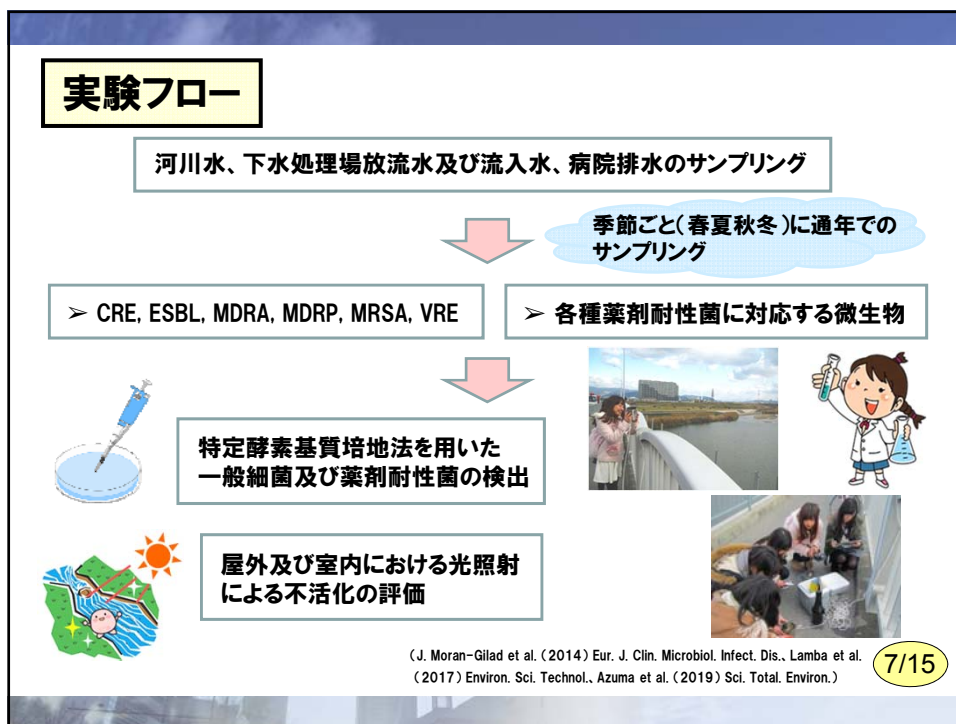 実験フロー
河川水、下水処理場放流水及び流入水、病院排水のサンプリング
季節ごと(春夏秋冬)に通年での
サンプリング
➢ CRE, ESBL, MDRA, MDRP, MRSA, VRE
➢ 各種薬剤耐性菌に対応する微生物
特定酵素基質培地法を用いた
一般細菌及び薬剤耐性菌の検出
屋外及び室内における光照射
による不活化の評価
(J. Moran-Gilad et al. (2014) Eur. J. Clin. Microbiol. Infect. Dis.、Lamba et al.
(2017) Environ. Sci. Technol.、Azuma et al. (2019) Sci. Total. Environ.)
7/15